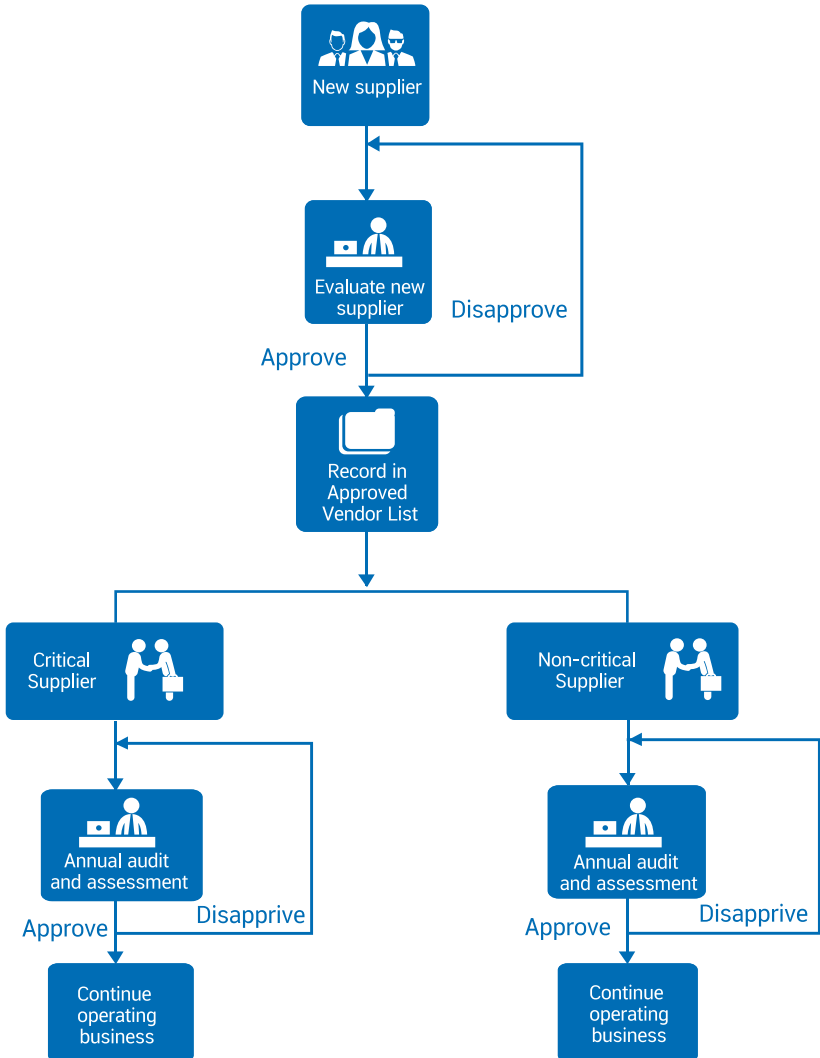 New supplier
Evaluate new
supplier
Disapprove
Approve
Record in
Approved
Vendor List
Critical
Supplier
Non-critical
Supplier
Annual audit
and assessment
Disapprive
Approve
Continue
operating
business
Annual audit
and assessment
Disapprive
Approve
Continue
operating
business